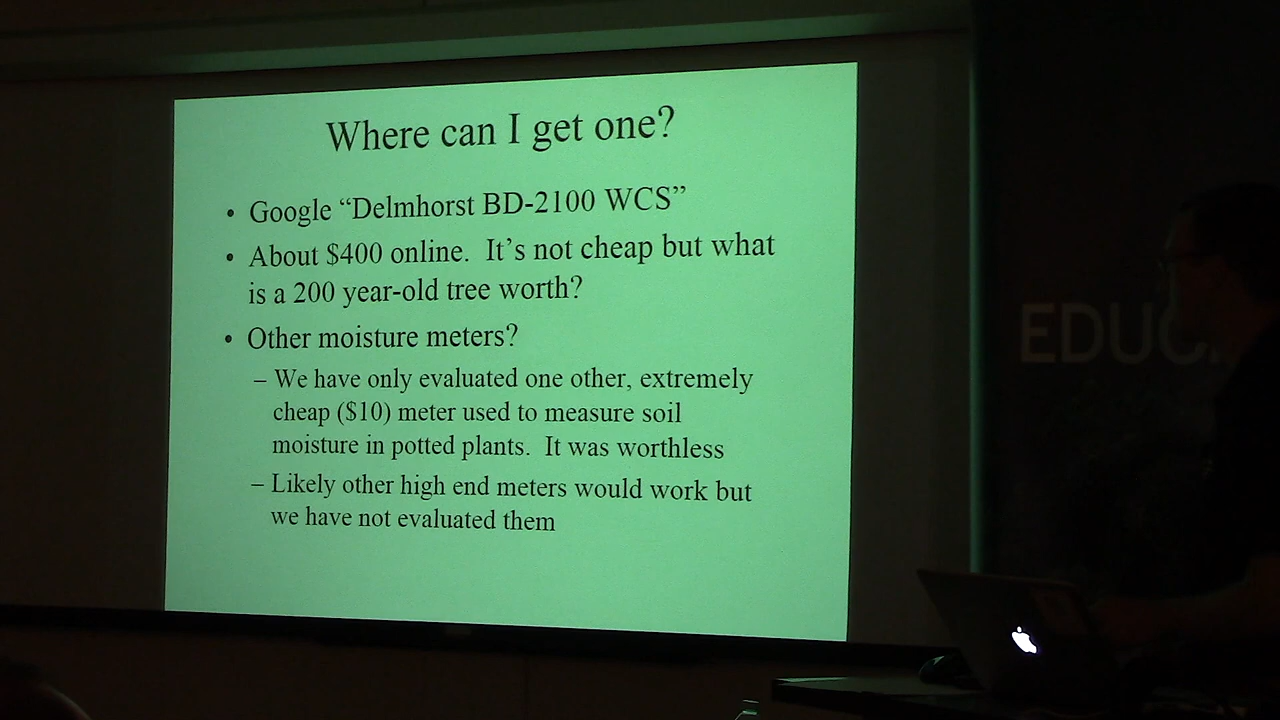 Where can I get one?
• Google “Delmhorst BD-2100 WCS”
• About $400 online.  It’s not cheap but what
is a 200 year-old tree worth?
• Other moisture meters?
– We have only evaluated one other, extremely
cheap ($10) meter used to measure soil
moisture in potted plants.  It was worthless
– Likely other high end meters would work but
we have not evaluated them
EDUC